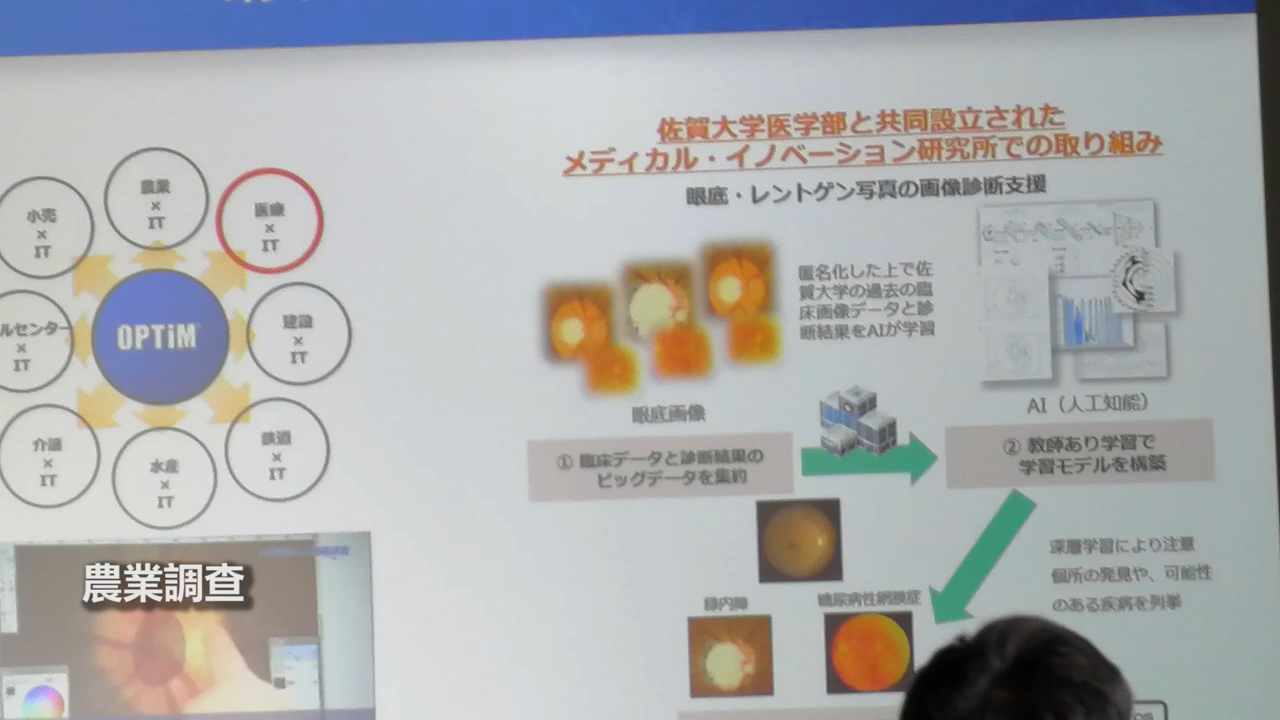 佐賀大学医学部と共同設立された
メディカル・イノベーション研究所での取り組み
眼底・レントゲン写真の画像診断支援
農業
×
IT
小売
×
IT
医療
×
IT
ルセンター
×
IT
OPTiM
建設
×
IT
介護
×
IT
水産
×
IT
鉄道
×
IT
農業調査
匿名化した上で佐
賀大学の過去の臨
床画像データと診
断結果をAIが学習
眼底画像
AI（人工知能）
① 臨床データと診断結果の
ビッグデータを集約
② 教師あり学習で
学習モデルを構築
深層学習により注意
個所の発見や、可能性
のある疾病を列挙
緑内障
糖尿病性網膜症